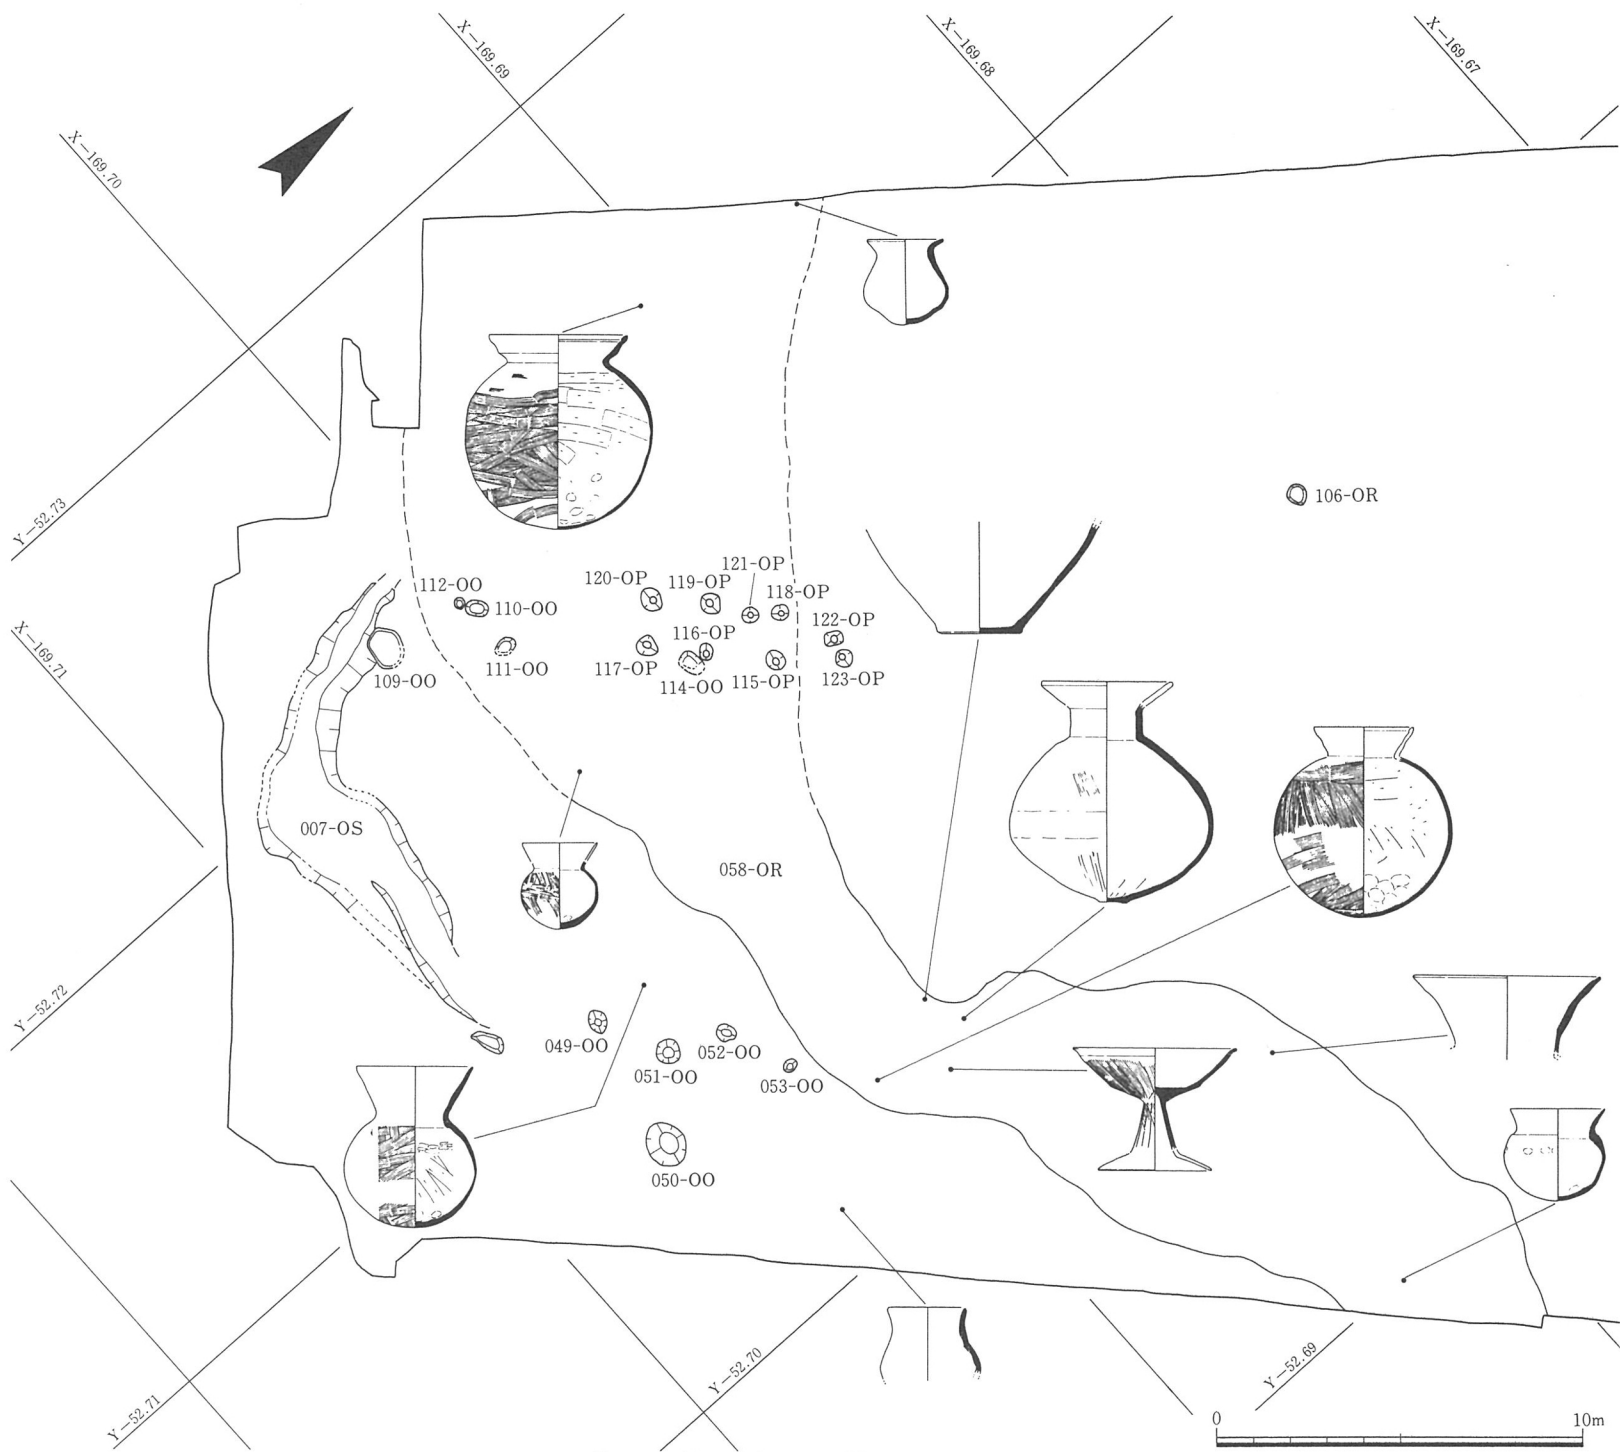 X−169.69
X−169.68
X−169.67
X−169.70
Y−52.73
106-OR
121-OP
120-OP
119-OP
118-OP
112-OO
110-OO
122-OP
116-OP
X−169.71
111-OO
117-OP
109-OO
114-OO
115-OP
123-OP
007-OS
058-OR
Y−52.72
049-OO
052-OO
051-OO
053-OO
050-OO
Y−52.71
Y−52.70
Y−52.69
0
10m